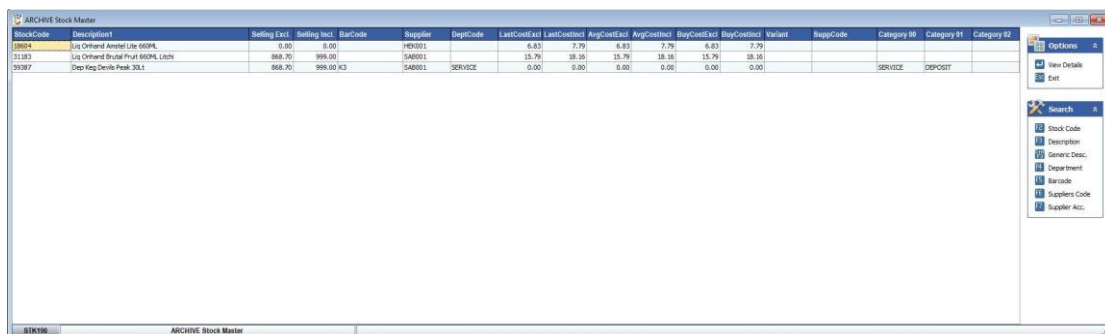 ARCHIVE Stock Master
StockCode Description1 Selling Excl. Selling Incl. BarCode Supplier DeptCode LastCostExcl LastCostIncl AvgCostExcl AvgCostIncl BuyCostExcl BuyCostIncl Variant SuppCode Category 00 Category 01 Category 02
18604 Liq Onhand Amstel Lite 660ML 0.00 0.00 HEK001 6.83 7.79 6.83 7.79 6.83 7.79
31183 Liq Onhand Brutal Fruit 660ML Litchi 868.70 999.00 SAB001 15.79 18.16 15.79 18.16 15.79 18.16
59387 Dep Keg Devils Peak 30Lt 868.70 999.00 K3 SAB001 SERVICE 0.00 0.00 0.00 0.00 0.00 0.00 SERVICE DEPOSIT
Options
View Details
Exit
Search
Stock Code
Description
Generic Desc.
Department
Barcode
Suppliers Code
Supplier Acc.
STK198 ARCHIVE Stock Master